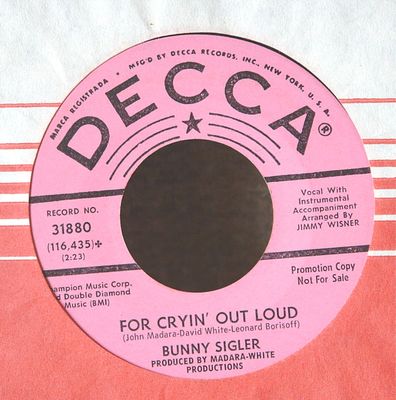 MARCA REGISTRADA • MF'G BY DECCA RECORDS, INC., NEW YORK, U. S. A.
DECCA®
RECORD NO.
31880
(116,435)+
(2:23)
Vocal With
Instrumental
Accompaniment
Arranged By
JIMMY WISNER
Promotion Copy
Not For Sale
ampion Music Corp.
d Double Diamond
Music (BMI)
FOR CRYIN' OUT LOUD
(John Madara-David White-Leonard Borisoff)
BUNNY SIGLER
PRODUCED BY MADARA-WHITE
PRODUCTIONS